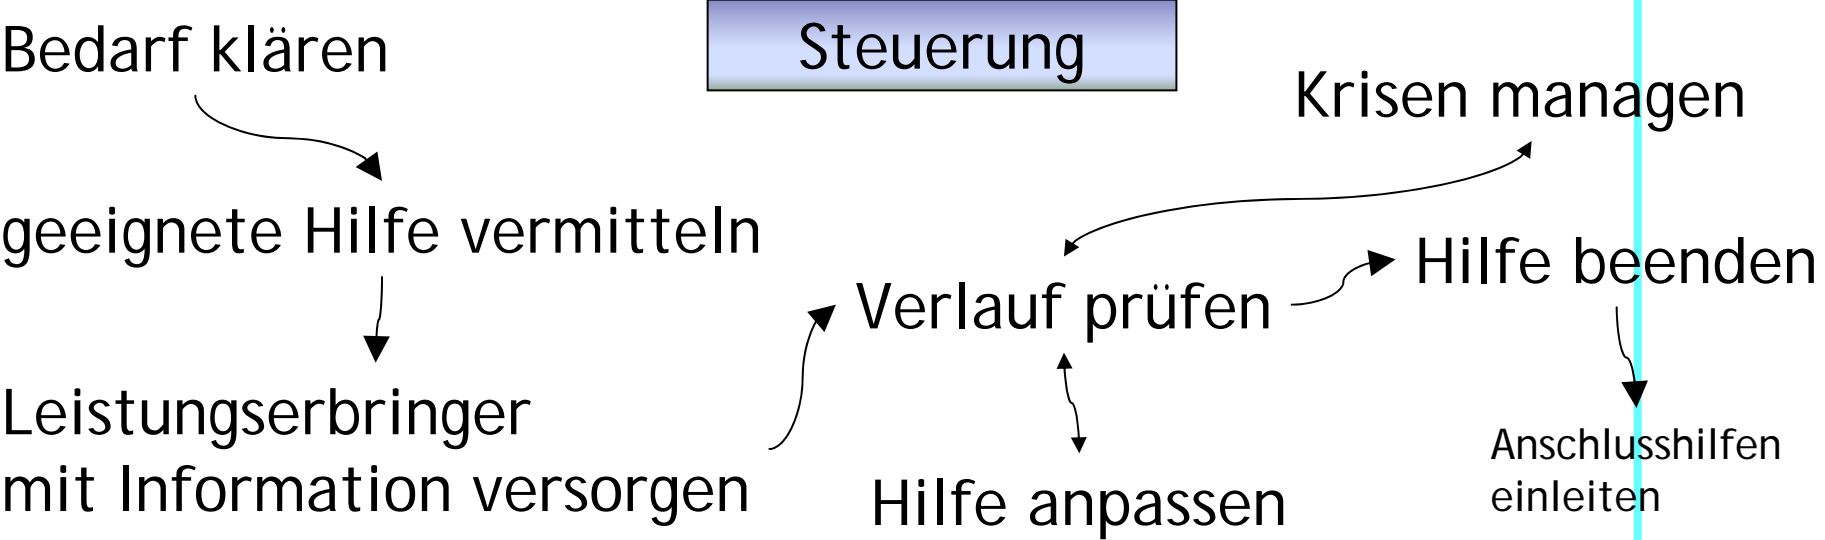 Bedarf klären
Steuerung
Krisen managen
geeignete Hilfe vermitteln
Hilfe beenden
Verlauf prüfen
Leistungserbringer
mit Information versorgen
Hilfe anpassen
Anschlusshilfen
einleiten